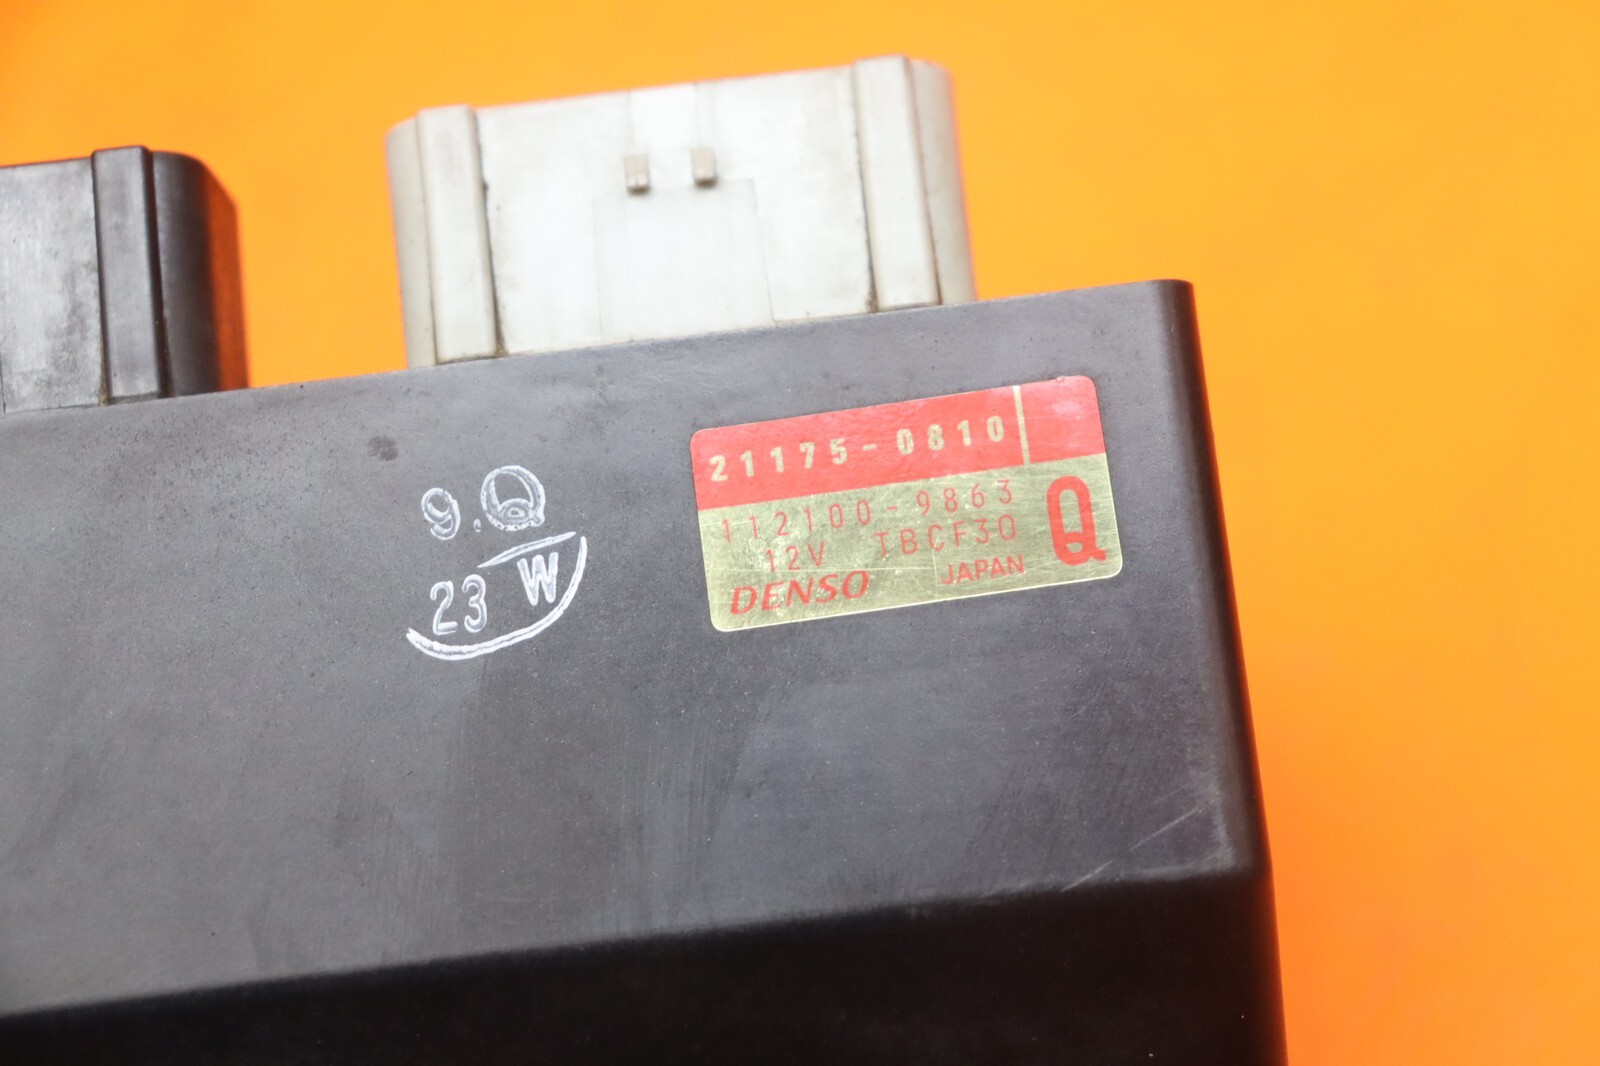 21175-0810
112100-9863
12V TBCF30
DENSO JAPAN
Q
9.
23 W